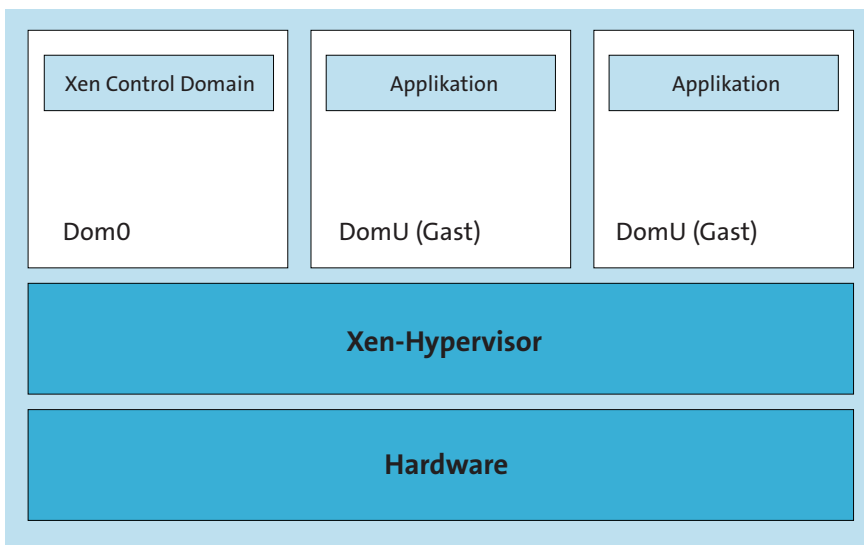 Xen Control Domain
Applikation
Applikation
Dom0
DomU (Gast)
DomU (Gast)
Xen-Hypervisor
Hardware